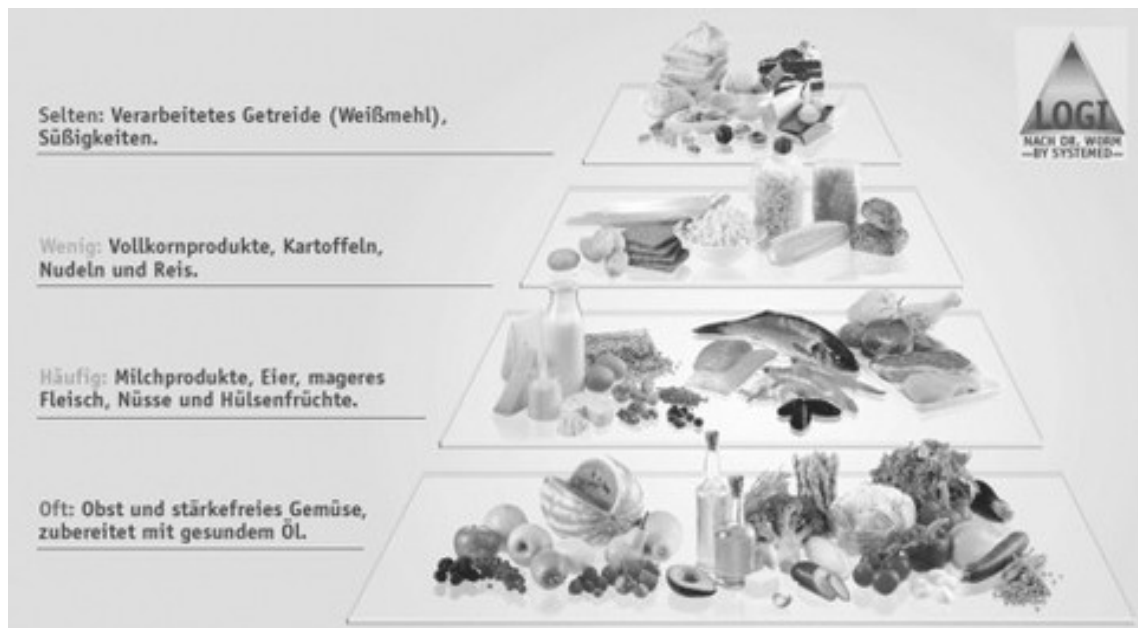 Selten: Verarbeitetes Getreide (Weißmehl),
Süßigkeiten.
Wenig: Vollkornprodukte, Kartoffeln,
Nudeln und Reis.
Häufig: Milchprodukte, Eier, mageres
Fleisch, Nüsse und Hülsenfrüchte.
Oft: Obst und stärkefreies Gemüse,
zubereitet mit gesundem Öl.
LOGI
NACH DR. WORM
—BY SYSTEMED—